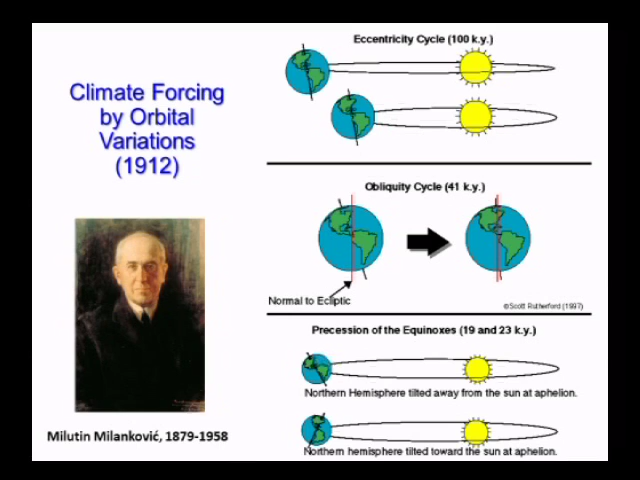 Climate Forcing
by Orbital
Variations
(1912)
Milutin Milanković, 1879-1958
Eccentricity Cycle (100 k.y.)
Obliquity Cycle (41 k.y.)
Normal to Ecliptic
©Scott Rutherford (1997)
Precession of the Equinoxes (19 and 23 k.y.)
Northern Hemisphere tilted away from the sun at aphelion.
Northern hemisphere tilted toward the sun at aphelion.